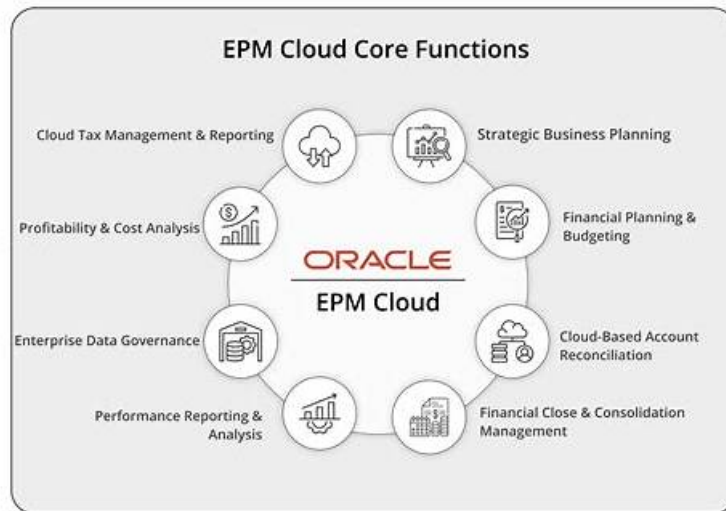 EPM Cloud Core Functions
Cloud Tax Management & Reporting
Strategic Business Planning
Profitability & Cost Analysis
Financial Planning &
Budgeting
ORACLE
EPM Cloud
Enterprise Data Governance
Cloud-Based Account
Reconciliation
Performance Reporting &
Analysis
Financial Close & Consolidation
Management